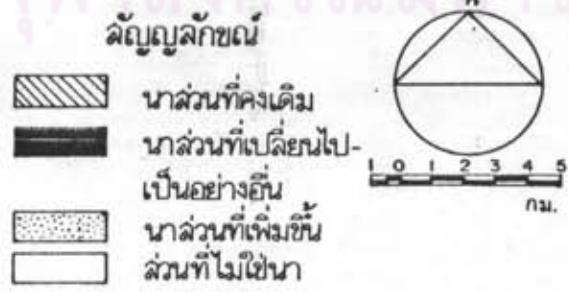 สัญญลักขณ์
นาส่วนที่คงเดิม
นาส่วนที่เปลี่ยนไป-
เป็นอย่างอื่น
นาส่วนที่เพิ่มขึ้น
ส่วนที่ไม่ใช่นา
1 0 1 2 3 4 5
กม.